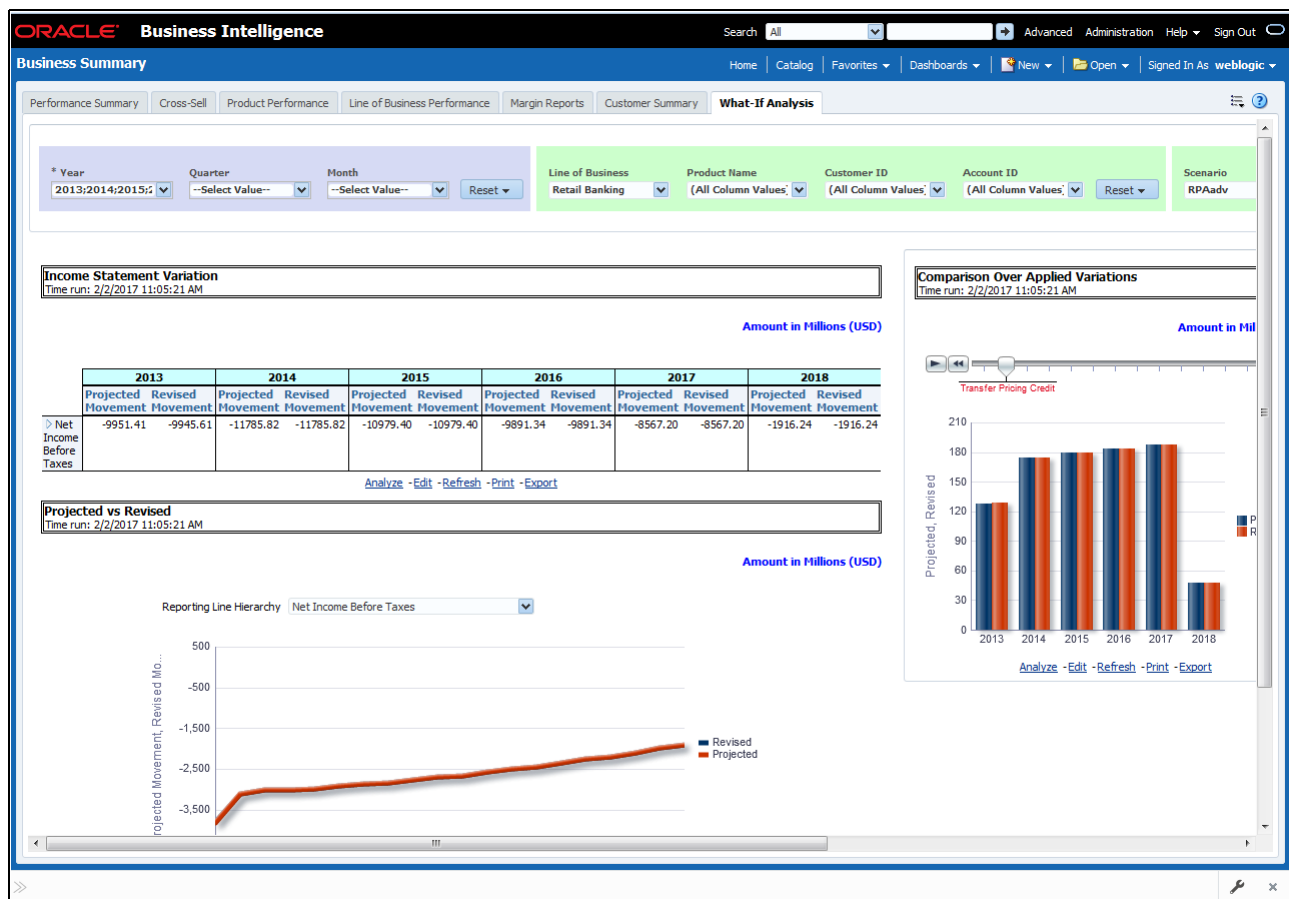 ORACLE Business Intelligence
Search All Advanced Administration Help Sign Out
Business Summary
Home Catalog Favorites Dashboards New Open Signed In As weblogic
Performance Summary Cross-Sell Product Performance Line of Business Performance Margin Reports Customer Summary What-If Analysis
* Year Quarter Month Line of Business Product Name Customer ID Account ID Scenario
2013;2014;2015;2 --Select Value-- --Select Value-- Reset Retail Banking (All Column Values) (All Column Values) (All Column Values) Reset RPAadv
Income Statement Variation
Time run: 2/2/2017 11:05:21 AM
Amount in Millions (USD)
2013 2014 2015 2016 2017 2018
Projected Movement Revised Movement Projected Movement Revised Movement Projected Movement Revised Movement Projected Movement Revised Movement Projected Movement Revised Movement Projected Movement Revised Movement
Net Income Before Taxes -9951.41 -9945.61 -11785.82 -11785.82 -10979.40 -10979.40 -9891.34 -9891.34 -8567.20 -8567.20 -1916.24 -1916.24
Analyze -Edit -Refresh -Print -Export
Projected vs Revised
Time run: 2/2/2017 11:05:21 AM
Amount in Millions (USD)
Reporting Line Hierarchy Net Income Before Taxes
rojected Movement, Revised Mo...
500
-500
-1,500
-2,500
-3,500
Revised
Projected
Comparison Over Applied Variations
Time run: 2/2/2017 11:05:21 AM
Amount in Mil
Transfer Pricing Credit
Projected, Revised
210
180
150
120
90
60
30
0
2013 2014 2015 2016 2017 2018
P
R
Analyze -Edit -Refresh -Print -Export